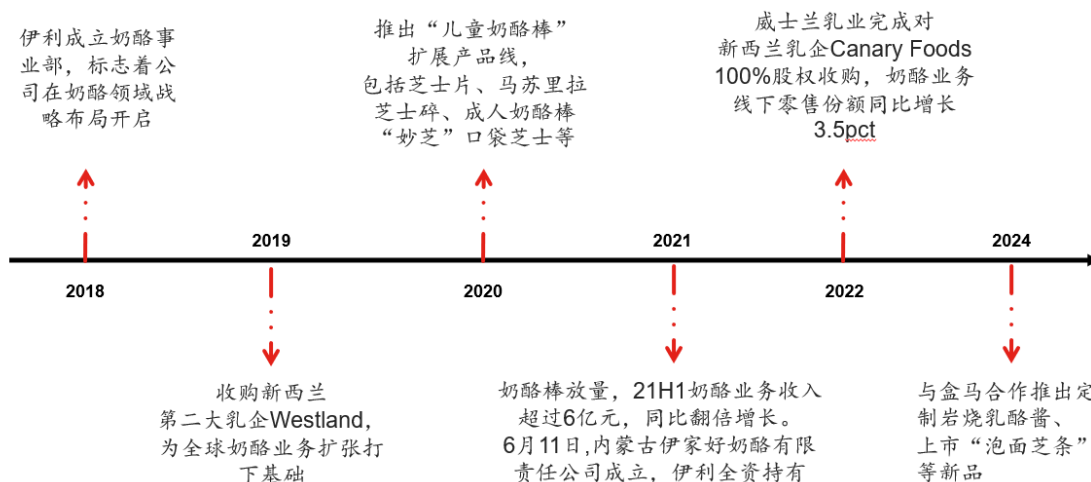 伊利成立奶酪事
业部，标志着公
司在奶酪领域战
略布局开启
推出“儿童奶酪棒”
扩展产品线，
包括芝士片、马苏里拉
芝士碎、成人奶酪棒
“妙芝”口袋芝士等
威士兰乳业完成对
新西兰乳企Canary Foods
100%股权收购，奶酪业务
线下零售份额同比增长
3.5pct
2019
2021
2024
2018
2020
2022
收购新西兰
第二大乳企Westland，
为全球奶酪业务扩张打
下基础
奶酪棒放量，21H1奶酪业务收入
超过6亿元，同比翻倍增长。
6月11日,内蒙古伊家好奶酪有限
责任公司成立，伊利全资持有
与盒马合作推出定
制岩烧乳酪酱、
上市“泡面芝条”
等新品